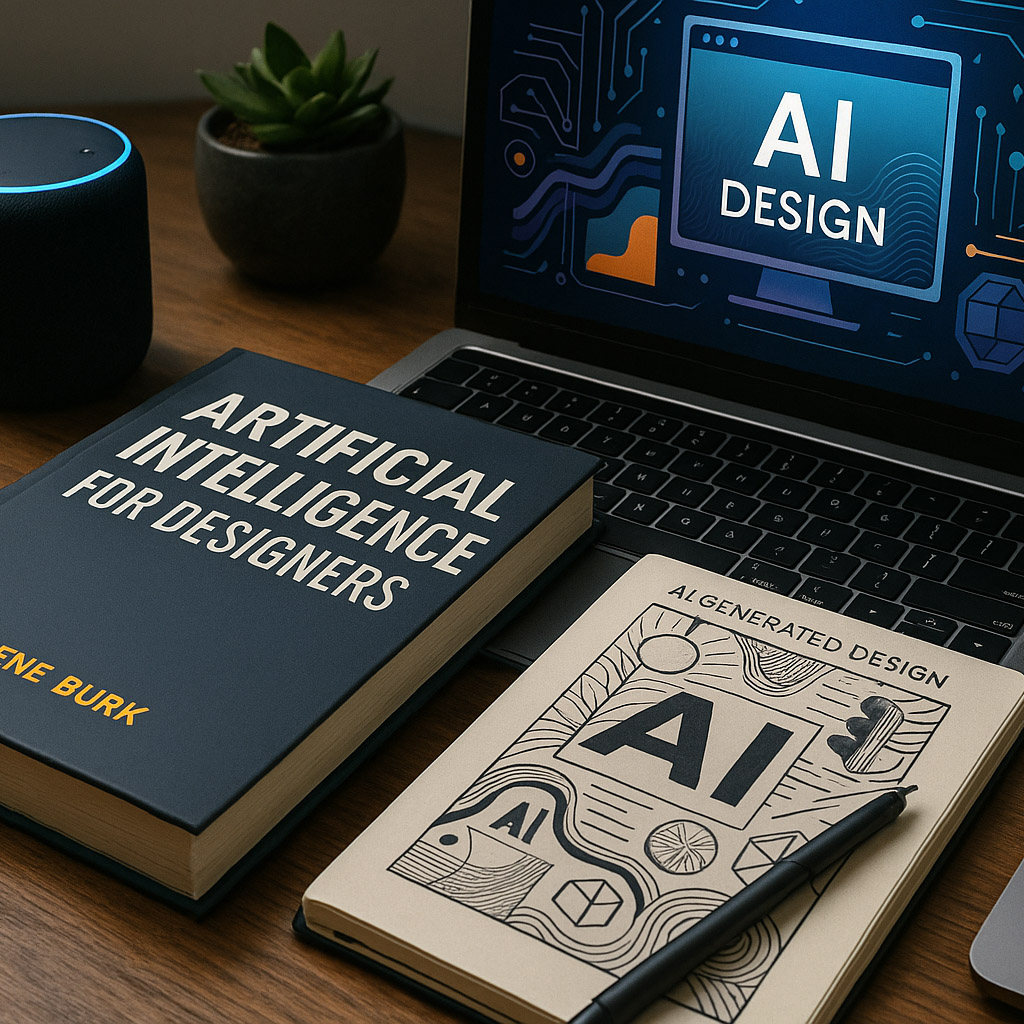 AI
DESIGN
ARTIFICIAL
INTELLIGENCE
FOR DESIGNERS
ENE BURK
AI GENERATED DESIGN
AI
AI